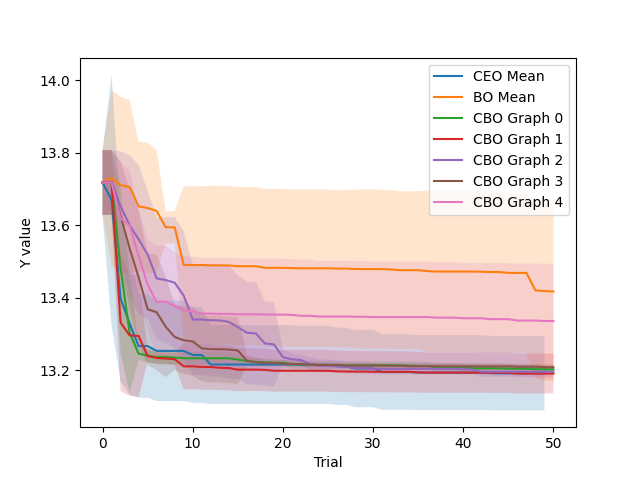 CEO Mean
BO Mean
CBO Graph 0
CBO Graph 1
CBO Graph 2
CBO Graph 3
CBO Graph 4
14.0
13.8
13.6
13.4
13.2
Y value
0 10 20 30 40 50
Trial